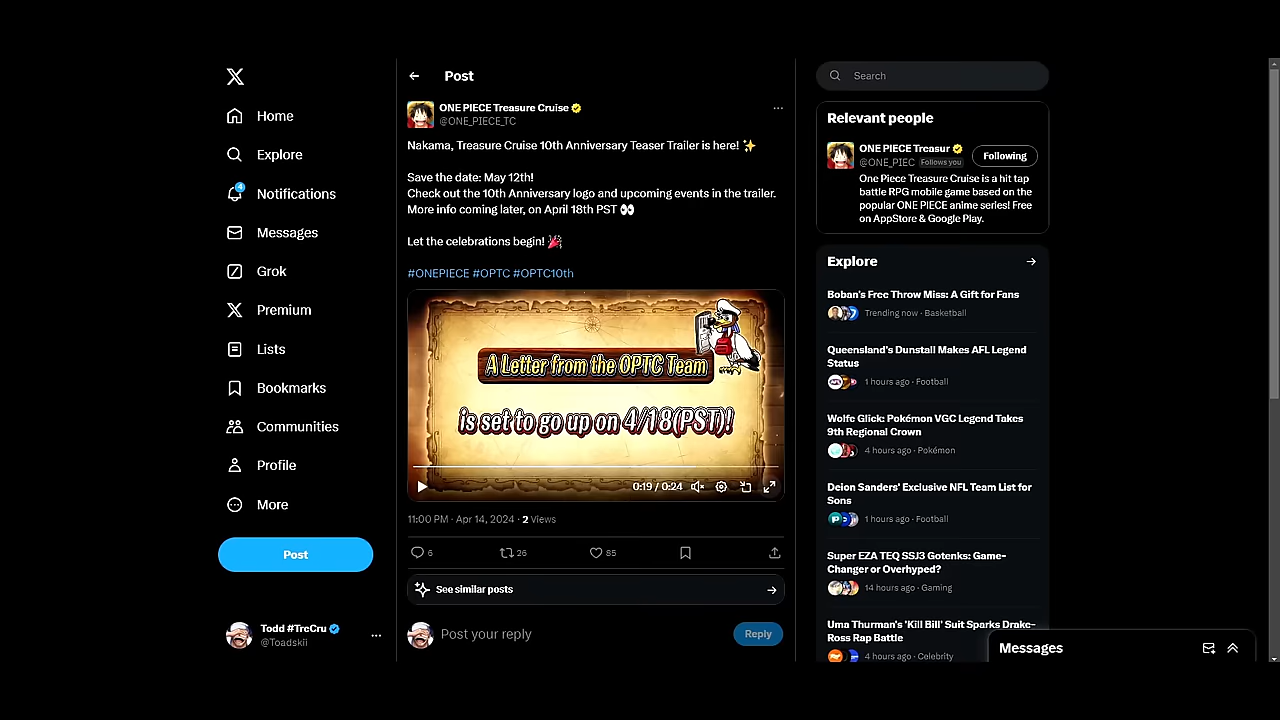 Home
Explore
4
Notifications
Messages
Grok
Premium
Lists
Bookmarks
Communities
Profile
More
Post
Todd #TreCru
@Toadskii
Post
ONE PIECE Treasure Cruise
@ONE_PIECE_TC
Nakama, Treasure Cruise 10th Anniversary Teaser Trailer is here! ✨
Save the date: May 12th!
Check out the 10th Anniversary logo and upcoming events in the trailer.
More info coming later, on April 18th PST 👀
Let the celebrations begin! 🎉
#ONEPIECE #OPTC #OPTC10th
A Letter from the OPTC Team
is set to go up on 4/18(PST)!
0:19 / 0:24
11:00 PM · Apr 14, 2024 · 2 Views
6
26
85
See similar posts
Post your reply
Reply
Search
Relevant people
ONE PIECE Treasur
@ONE_PIEC
Follows you
Following
One Piece Treasure Cruise is a hit tap
battle RPG mobile game based on the
popular ONE PIECE anime series! Free
on AppStore & Google Play.
Explore
Boban's Free Throw Miss: A Gift for Fans
Trending now · Basketball
Queensland's Dunstall Makes AFL Legend
Status
1 hours ago · Football
Wolfe Glick: Pokémon VGC Legend Takes
9th Regional Crown
4 hours ago · Pokémon
Deion Sanders' Exclusive NFL Team List for
Sons
1 hours ago · Football
Super EZA TEQ SSJ3 Gotenks: Game-
Changer or Overhyped?
14 hours ago · Gaming
Uma Thurman's 'Kill Bill' Suit Sparks Drake-
Ross Rap Battle
4 hours ago · Celebrity
Messages